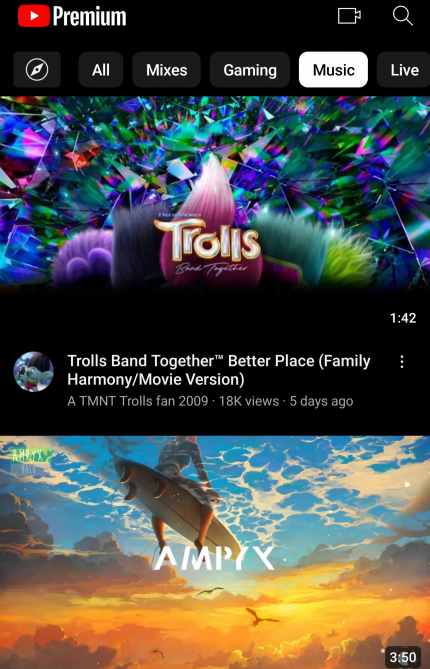 Premium
All
Mixes
Gaming
Music
Live
Trolls
Band Together
1:42
Trolls Band Together™ Better Place (Family
Harmony/Movie Version)
A TMNT Trolls fan 2009 · 18K views · 5 days ago
AMPYX
AMPYX
3:50